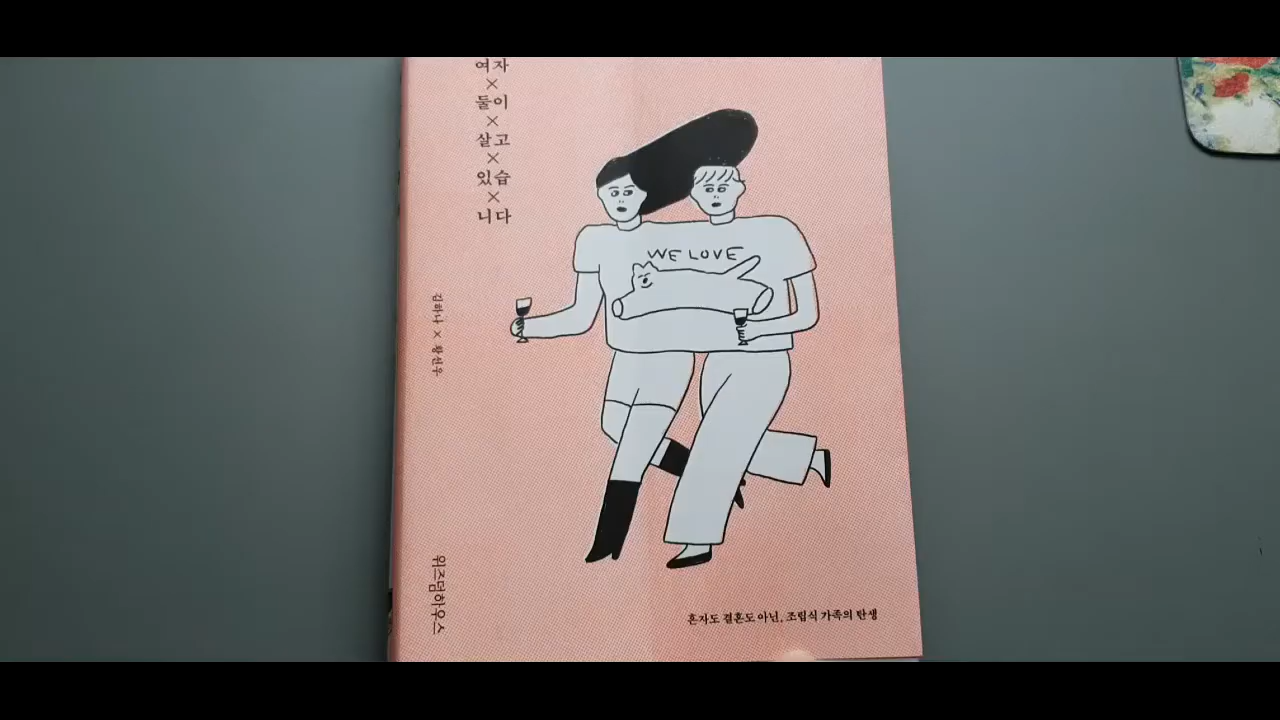 여자
×
둘이
×
살고
×
있습
×
니다
WE LOVE
김하나 × 황선우
위즈덤하우스
혼자도 결혼도 아닌, 조립식 가족의 탄생